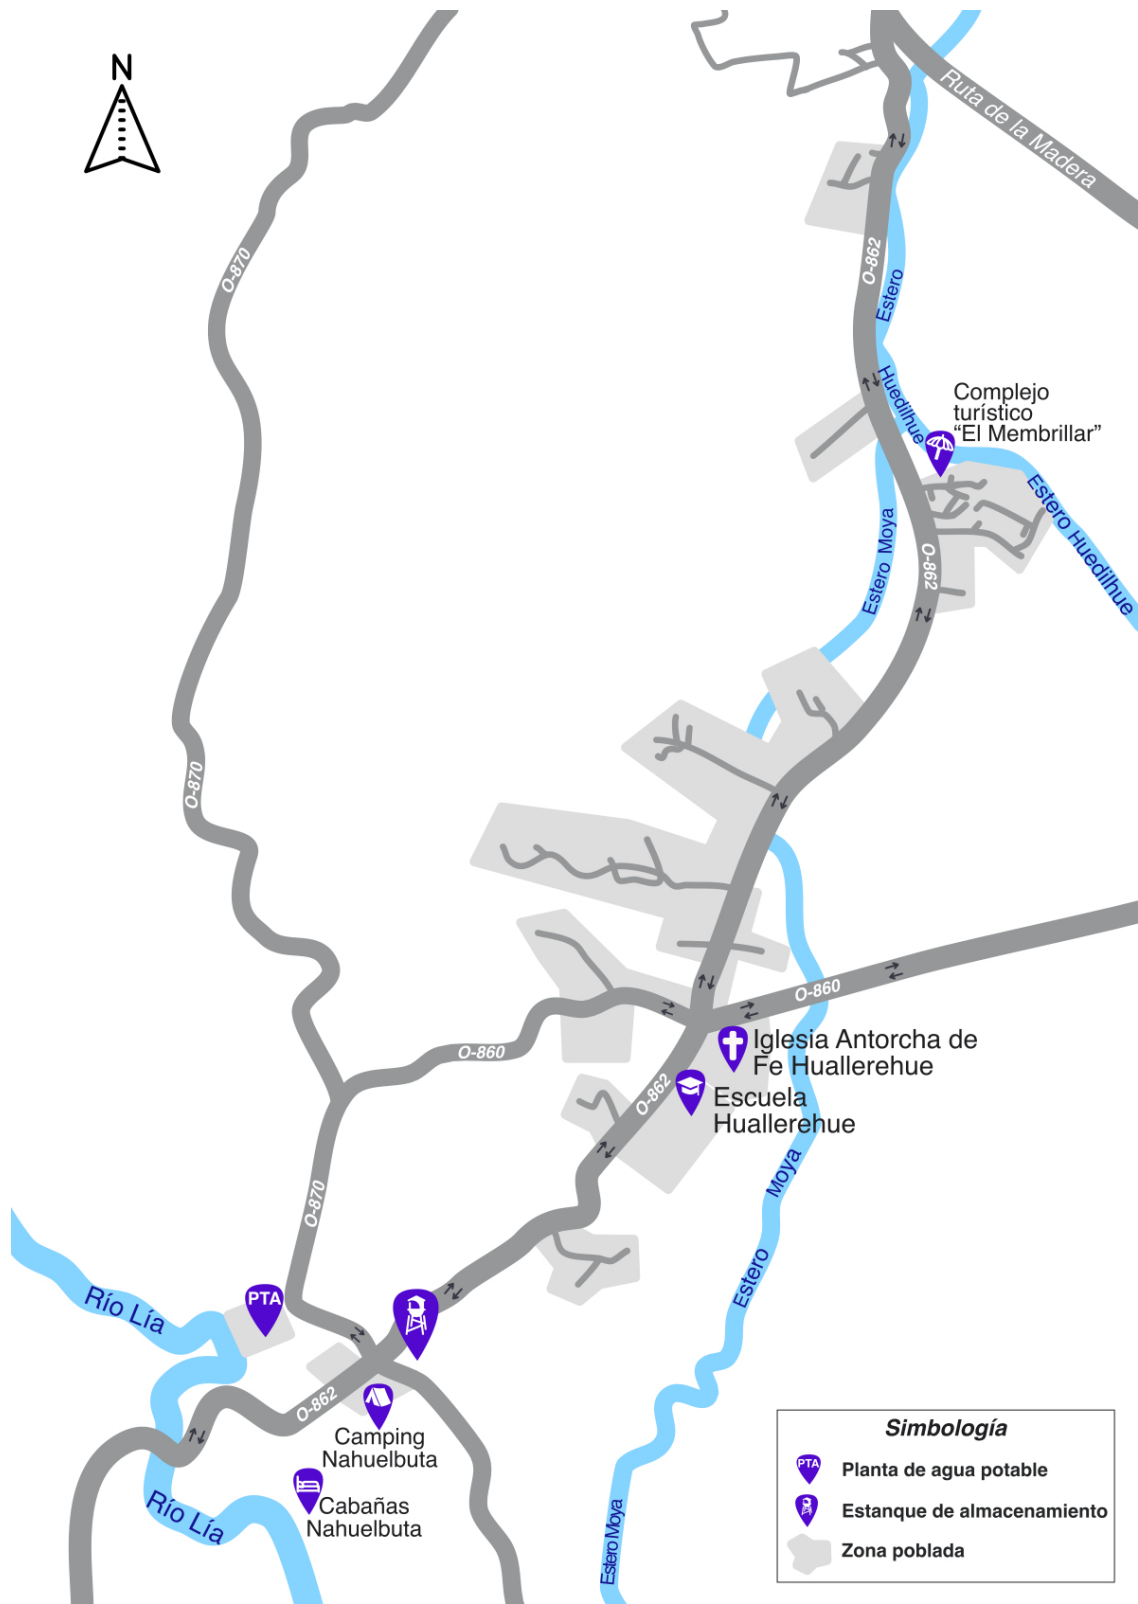 N
Ruta de la Madera
O-870
O-862
Estero
Huedilhue
Complejo
turístico
“El Membrillar”
Estero Huedilhue
Estero Moya
O-862
O-870
O-860
O-860
Iglesia Antorcha de
Fe Huallerehue
O-862
Escuela
Huallerehue
Moya
Estero
O-870
PTA
Río Lía
O-862
Camping
Nahuelbuta
Cabañas
Nahuelbuta
Río Lía
Estero Moya
Simbología
PTA
Planta de agua potable
Estanque de almacenamiento
Zona poblada